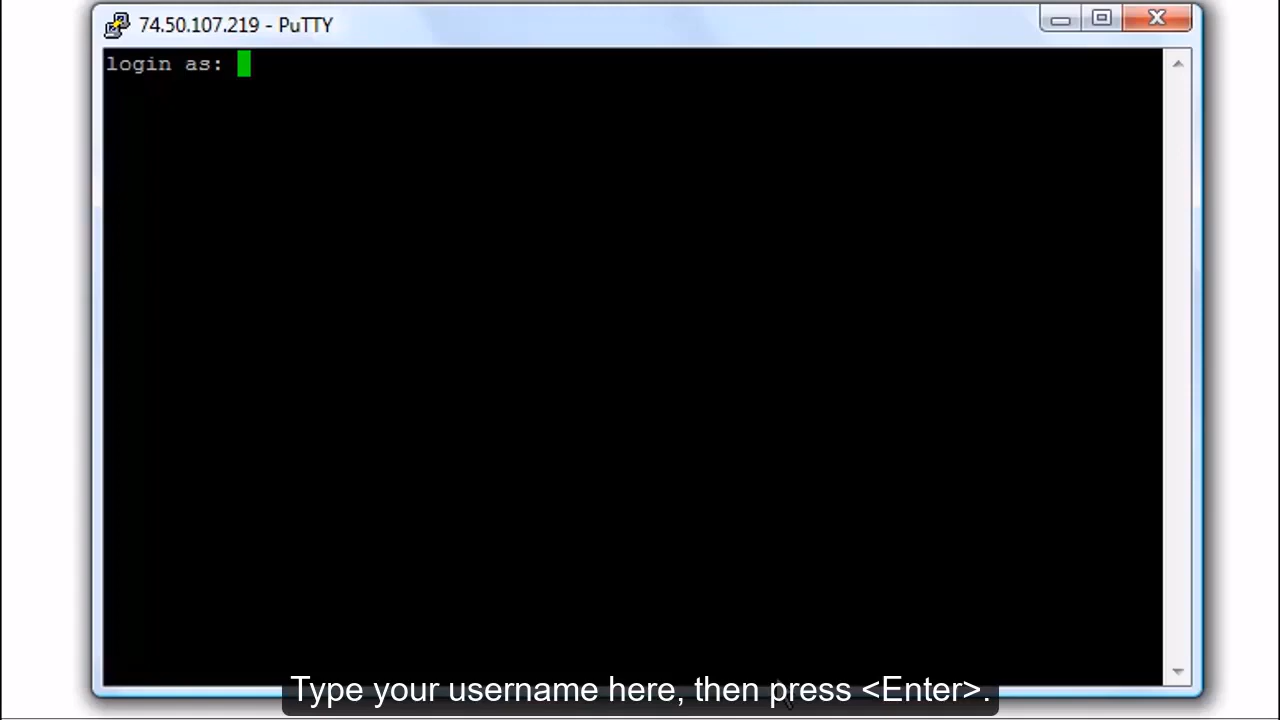 74.50.107.219 - PuTTY
login as:
Type your username here, then press <Enter>.